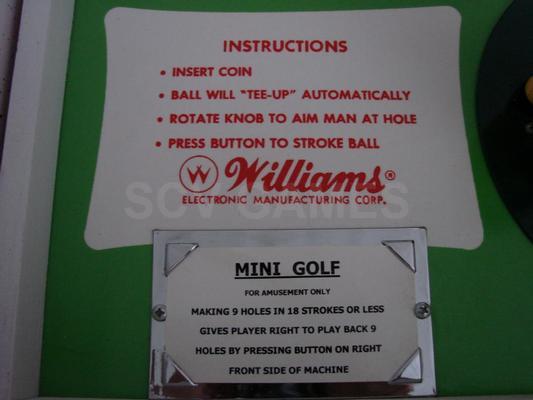 INSTRUCTIONS
• INSERT COIN
• BALL WILL "TEE-UP" AUTOMATICALLY
• ROTATE KNOB TO AIM MAN AT HOLE
• PRESS BUTTON TO STROKE BALL
W Williams®
ELECTRONIC MANUFACTURING CORP.
SCV GAMES
MINI GOLF
FOR AMUSEMENT ONLY
MAKING 9 HOLES IN 18 STROKES OR LESS
GIVES PLAYER RIGHT TO PLAY BACK 9
HOLES BY PRESSING BUTTON ON RIGHT
FRONT SIDE OF MACHINE